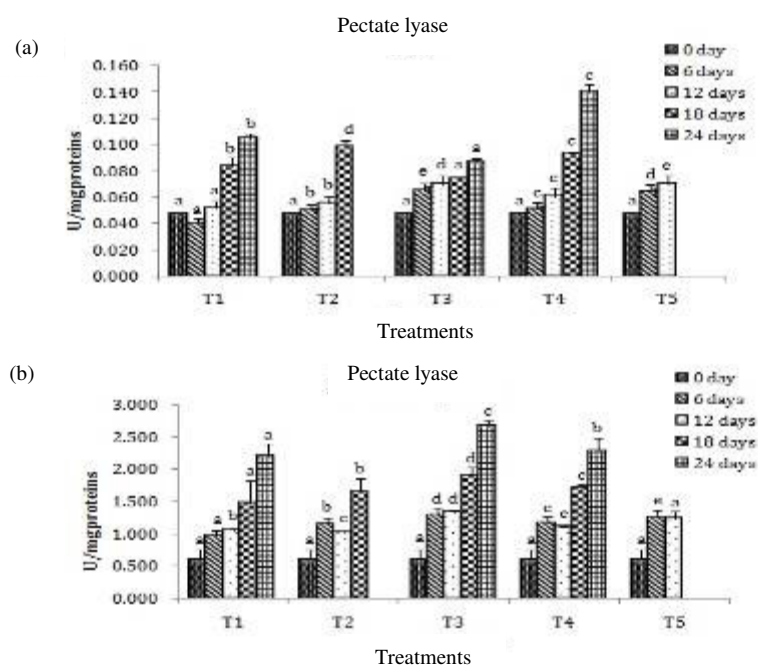 Pectate lyase
(a)
0 day
6 days
12 days
18 days
24 days
U/mgproteins
0.160
0.140
0.120
0.100
0.080
0.060
0.040
0.020
0.000
a a a b b
a b b d
a e d a a
a c c c c
a d e
T1 T2 T3 T4 T5
Treatments
(b)
Pectate lyase
0 day
6 days
12 days
18 days
24 days
U/mgproteins
3.000
2.500
2.000
1.500
1.000
0.500
0.000
a a b a a
a b c b
a d d d c
a c e c b
a e a
T1 T2 T3 T4 T5
Treatments